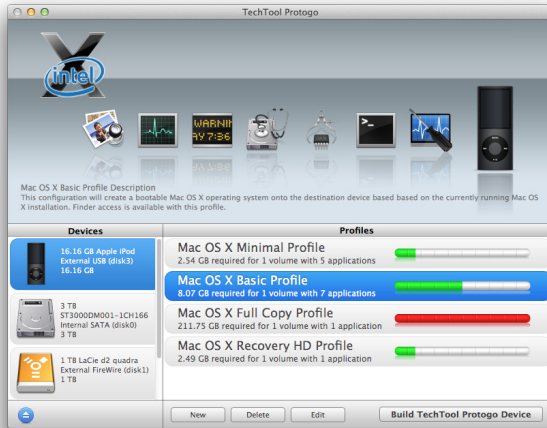 TechTool Protogo
intel
WARNIN
AY 7:36
>_
Mac OS X Basic Profile Description
This configuration will create a bootable Mac OS X operating system onto the destination device based based on the currently running Mac OS
X installation. Finder access is available with this profile.
Devices
Profiles
16.16 GB Apple iPod
External USB (disk3)
16.16 GB
3 TB
ST3000DM001-1CH166
Internal SATA (disk0)
3 TB
1 TB LaCie d2 quadra
External FireWire (disk1)
1 TB
Mac OS X Minimal Profile
2.54 GB required for 1 volume with 5 applications
Mac OS X Basic Profile
8.07 GB required for 1 volume with 7 applications
Mac OS X Full Copy Profile
211.75 GB required for 1 volume with 1 application
Mac OS X Recovery HD Profile
2.49 GB required for 1 volume with 1 application
New
Delete
Edit
Build TechTool Protogo Device